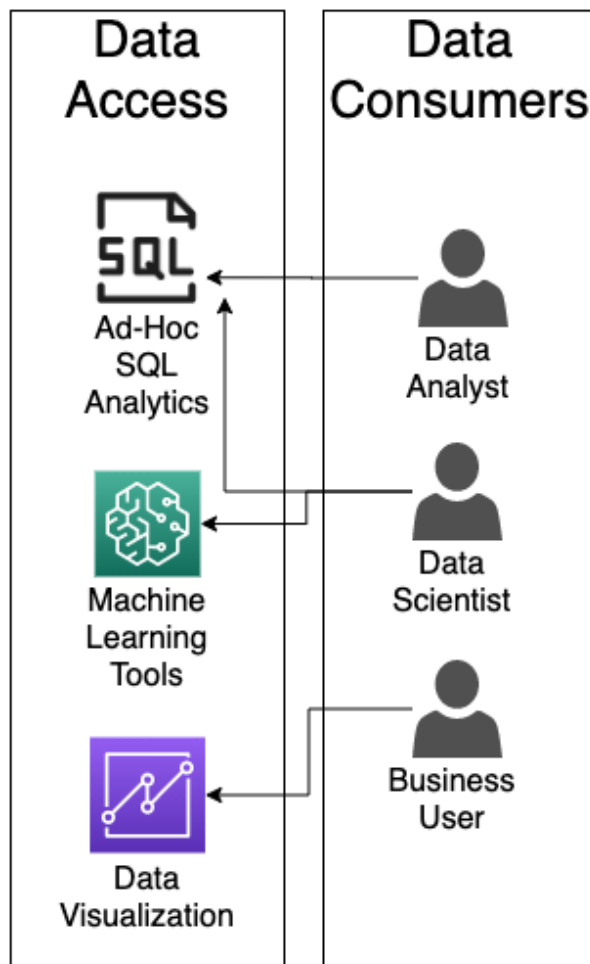 Data
Access
Data
Consumers
SQL
Ad-Hoc
SQL
Analytics
Data
Analyst
Machine
Learning
Tools
Data
Scientist
Data
Visualization
Business
User